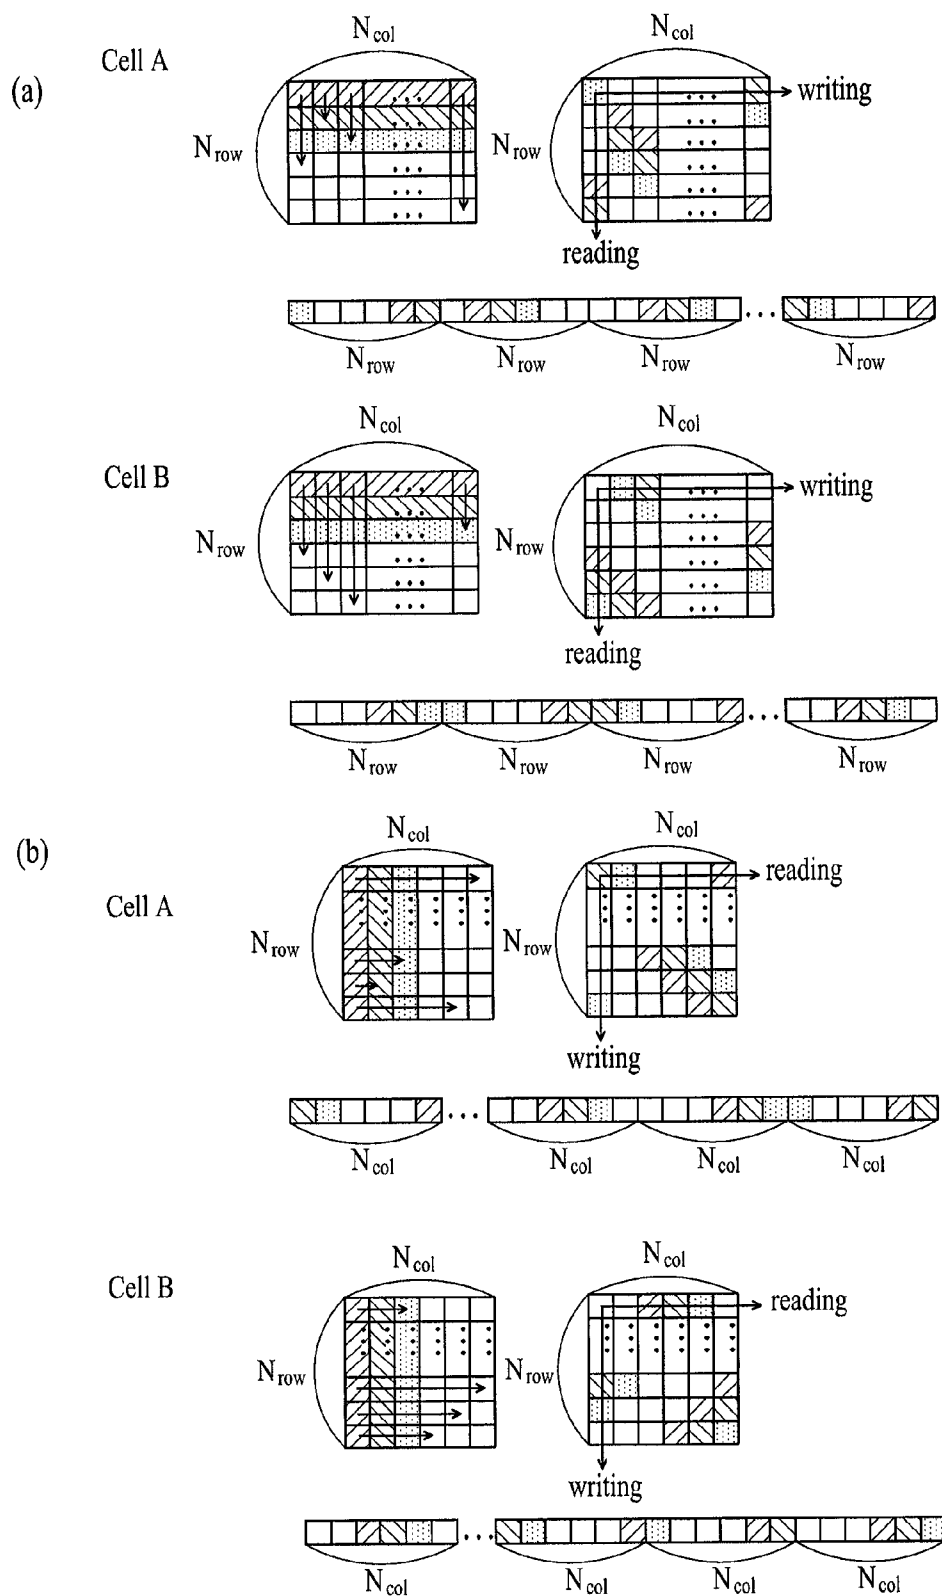 (a)
Cell A
N_col
N_col
N_row
N_row
writing
reading
N_row N_row N_row N_row
Cell B
N_col
N_col
N_row
N_row
writing
reading
N_row N_row N_row N_row
(b)
Cell A
N_col
N_col
N_row
N_row
reading
writing
N_col N_col N_col N_col
Cell B
N_col
N_col
N_row
N_row
reading
writing
N_col N_col N_col N_col